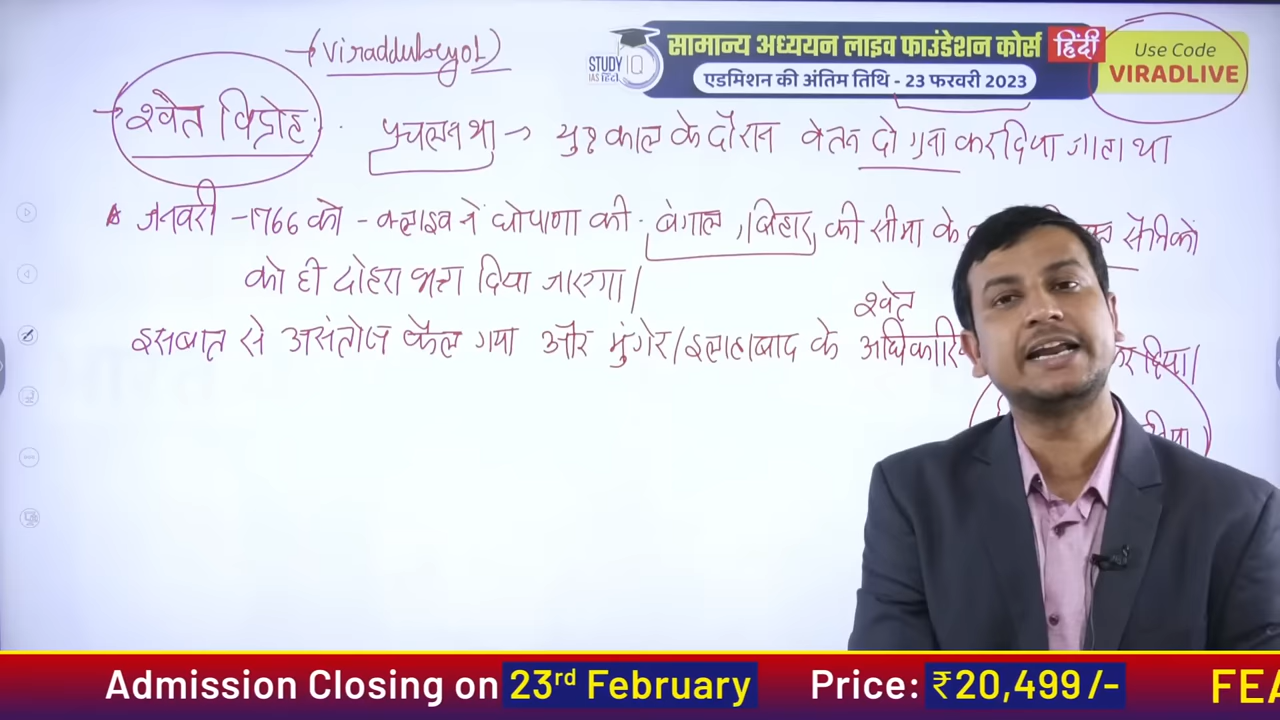 →(Viraddubey01)
STUDY IQ
IAS हिंदी
सामान्य अध्ययन लाइव फाउंडेशन कोर्स हिंदी
एडमिशन की अंतिम तिथि - 23 फरवरी 2023
Use Code
VIRADLIVE
→ श्वेत विद्रोह. प्रचलन था → युद्ध काल के दौरान वेतन दो गुना कर दिया जाता था
जनवरी - 1766 को - क्लाइव ने घोषणा की. बंगाल, बिहार की सीमा के सैनिकों
को ही दोहरा भत्ता दिया जाएगा।
श्वेत
इसबात से असंतोष फैल गया और मुंगेर/इलाहाबाद के अधिकारि कर दिया।
Admission Closing on 23rd February Price: ₹20,499/- FEA